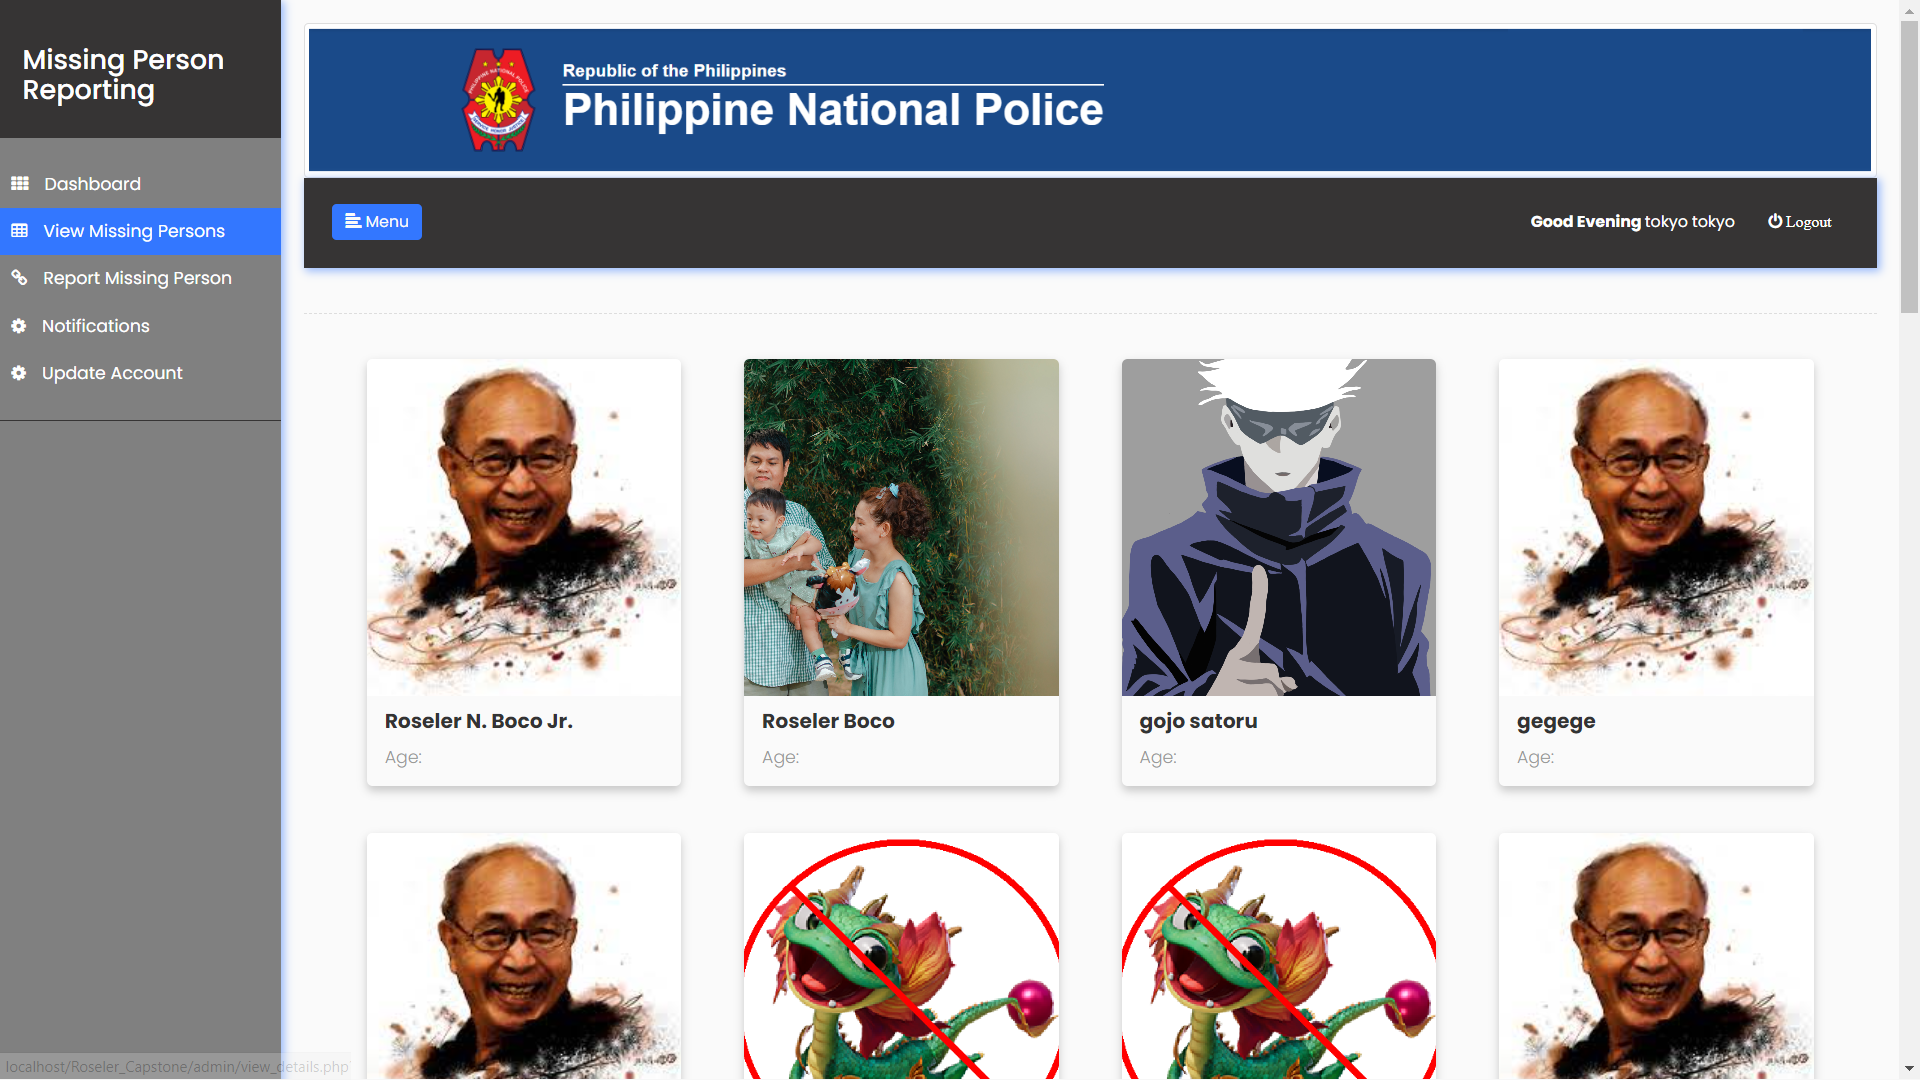 Missing Person
Reporting
Dashboard
View Missing Persons
Report Missing Person
Notifications
Update Account
Republic of the Philippines
Philippine National Police
Menu
Good Evening tokyo tokyo
Logout
Roseler N. Boco Jr.
Age:
Roseler Boco
Age:
gojo satoru
Age:
gegege
Age:
localhost/Roseler_Capstone/admin/view_details.php